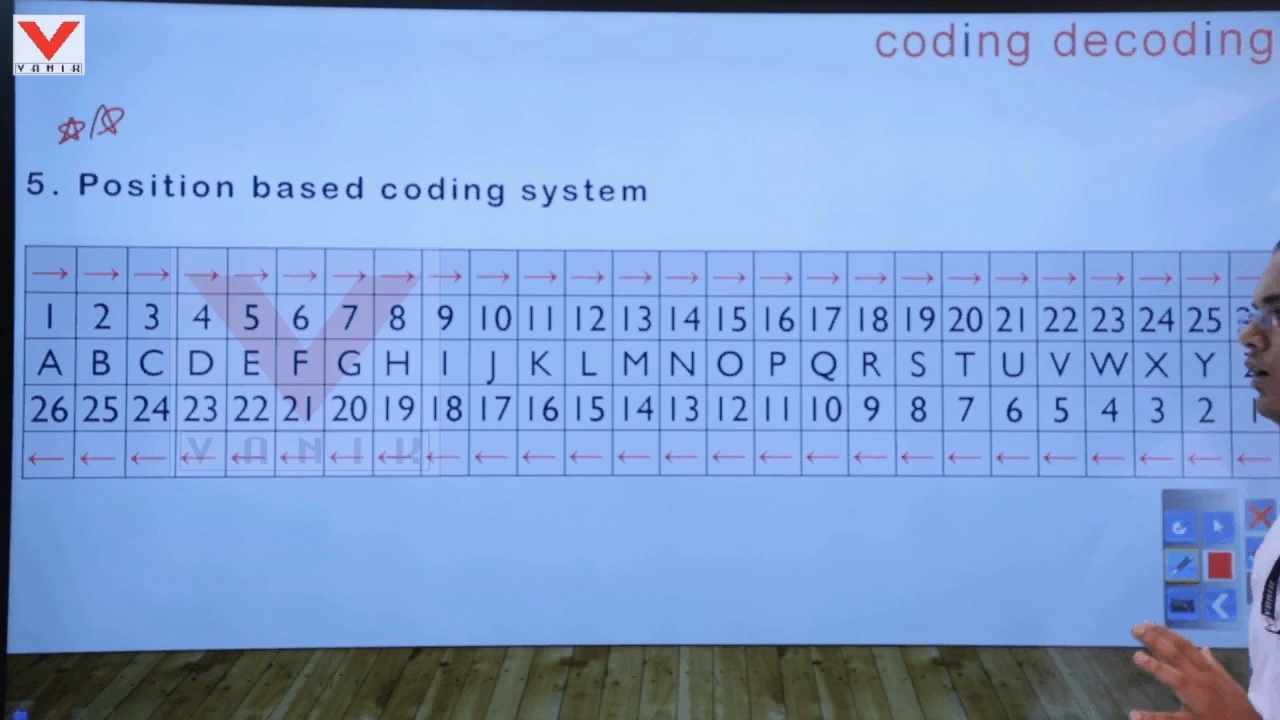 coding decoding
VANIK
5. Position based coding system
1 2 3 4 5 6 7 8 9 10 11 12 13 14 15 16 17 18 19 20 21 22 23 24 25
A B C D E F G H I J K L M N O P Q R S T U V W X Y
26 25 24 23 22 21 20 19 18 17 16 15 14 13 12 11 10 9 8 7 6 5 4 3 2 1
VANIK